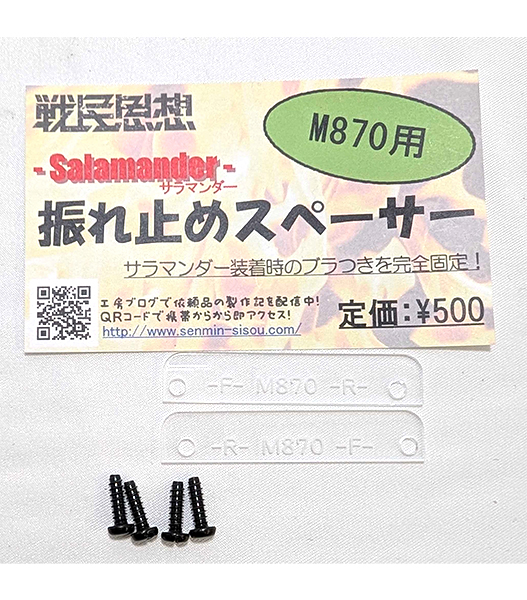 戦民思想
M870用
- Salamander -
サラマンダー
振れ止めスペーサー
サラマンダー装着時のブラつきを完全固定!
工房ブログで依頼品の製作記を配信中!
QRコードで携帯からから即アクセス!
http://www.senmin-sisou.com/
定価:¥500
-F- M870 -R-
-R- M870 -F-